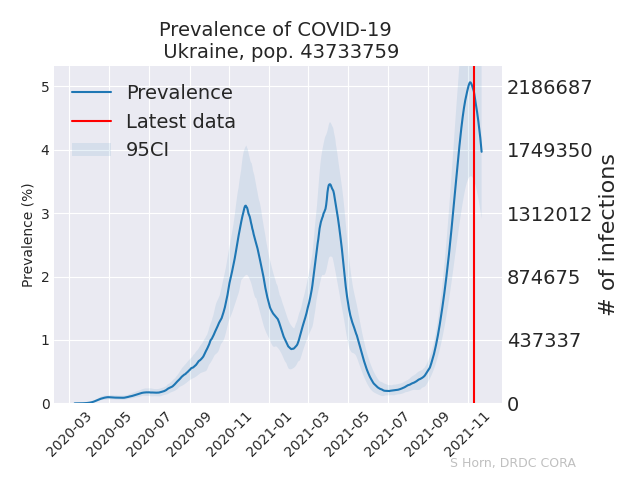 Prevalence of COVID-19
Ukraine, pop. 43733759
Prevalence
Latest data
95CI
Prevalence (%)
5
4
3
2
1
0
2186687
1749350
1312012
874675
437337
0
# of infections
2020-03
2020-05
2020-07
2020-09
2020-11
2021-01
2021-03
2021-05
2021-07
2021-09
2021-11
S Horn, DRDC CORA